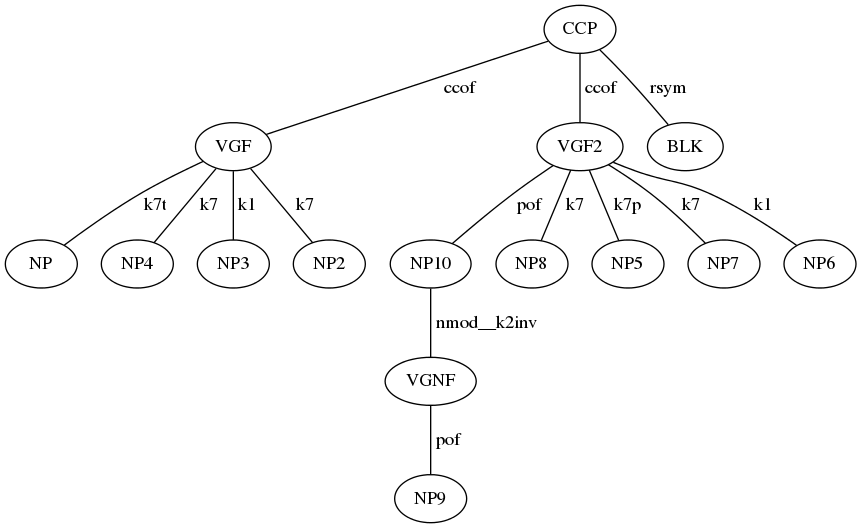 CCP
ccof ccof rsym
VGF VGF2 BLK
k7t k7 k1 k7 pof k7 k7p k7 k1
NP NP4 NP3 NP2 NP10 NP8 NP5 NP7 NP6
nmod__k2inv
VGNF
pof
NP9